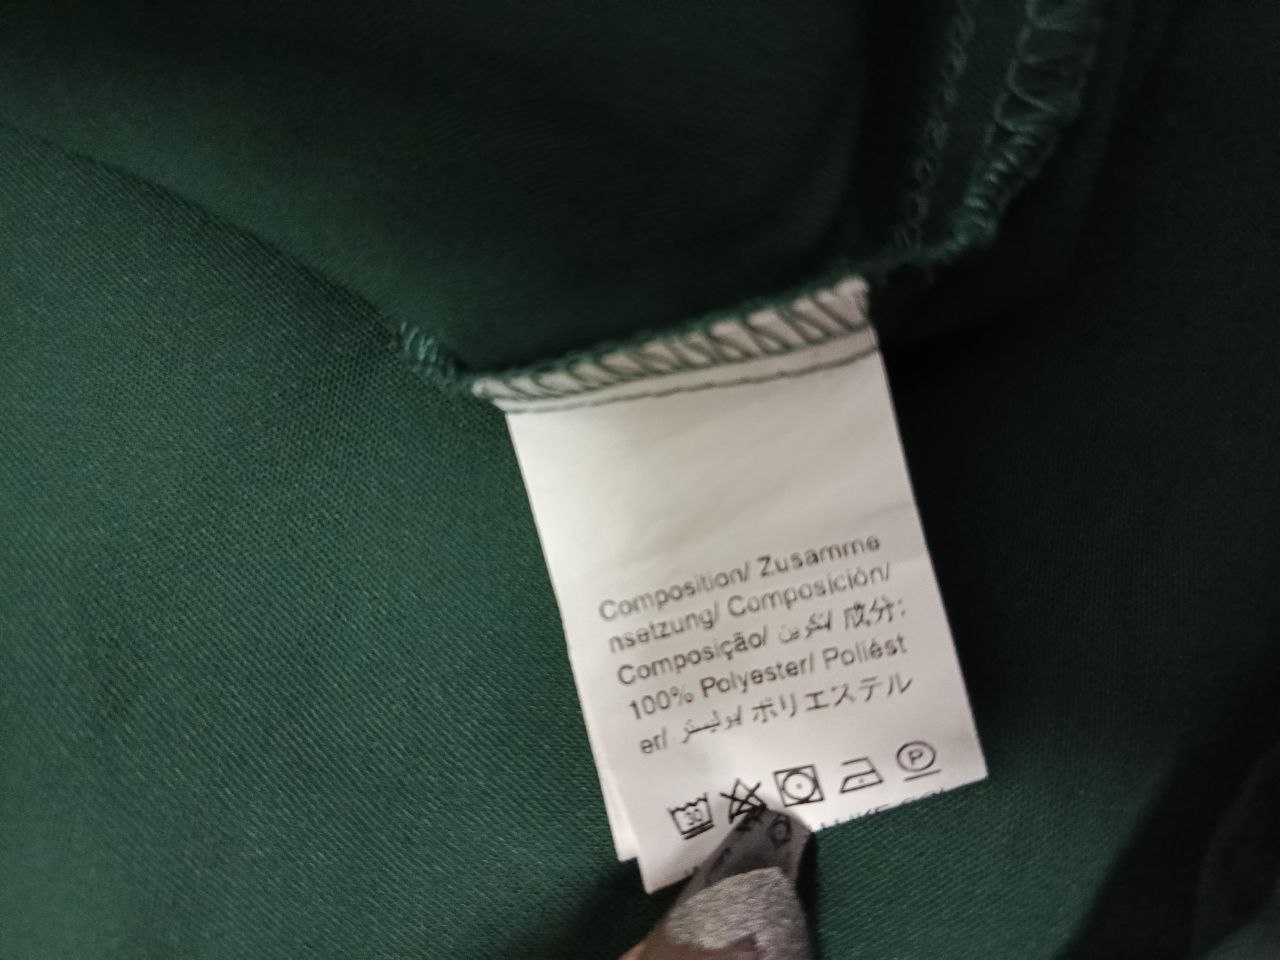 Composition/ Zusamme
nsetzung/ Composición/
Composição/ تكوين/ 成分:
100% Polyester/ Poliést
er/ بوليستر/ ポリエステル
30
P